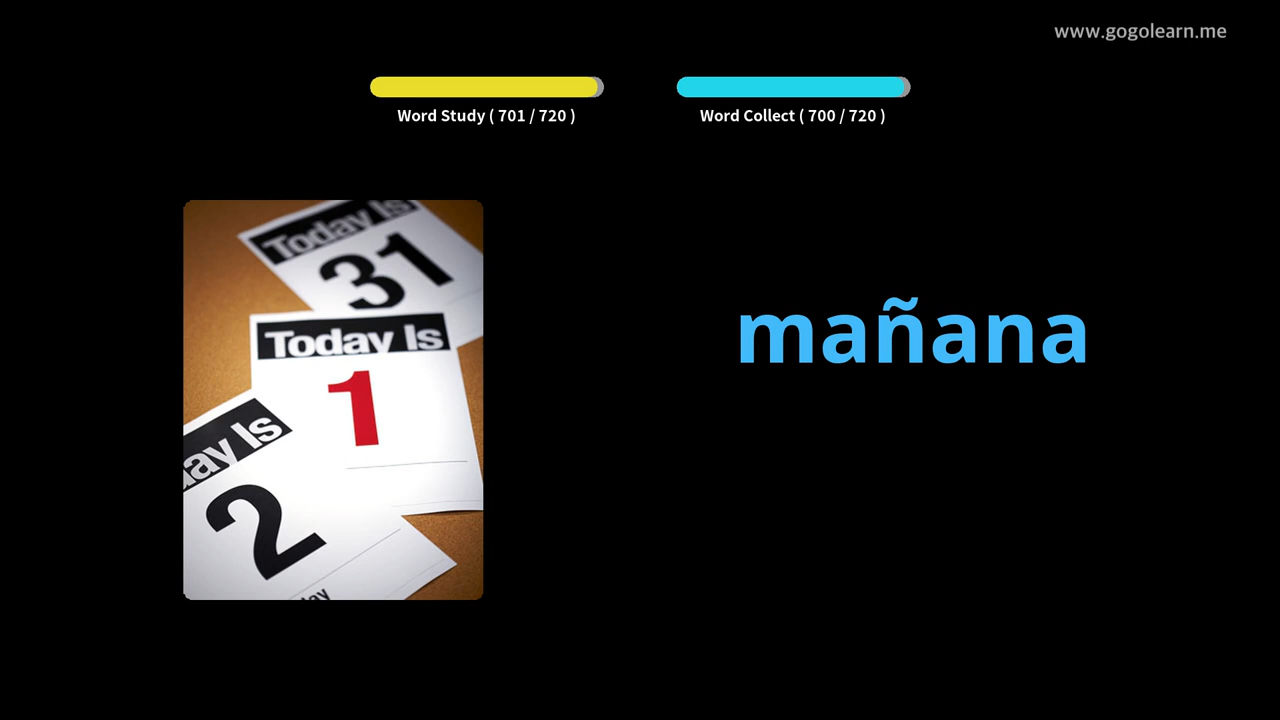 www.gogolearn.me
Word Study ( 701 / 720 )
Word Collect ( 700 / 720 )
Today Is
31
Today Is
1
ay Is
2
mañana